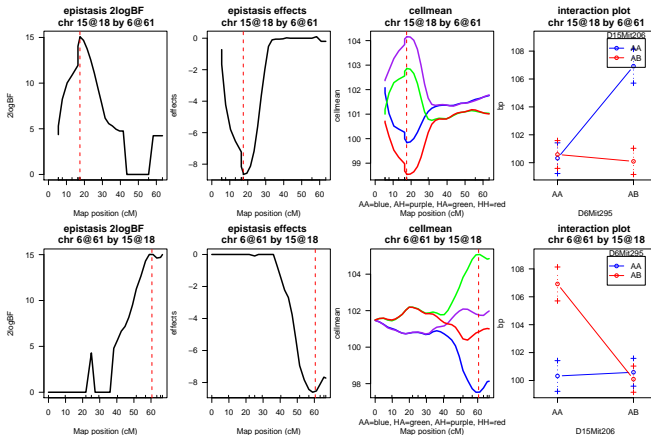 epistasis 2logBF
chr 15@18 by 6@61
2logBF
15
10
5
0
0 10 20 30 40 50 60
Map position (cM)
epistasis effects
chr 15@18 by 6@61
effects
0
−2
−4
−6
−8
0 10 20 30 40 50 60
Map position (cM)
cellmean
chr 15@18 by 6@61
cellmean
104
103
102
101
100
99
0 10 20 30 40 50 60
Map position (cM)
AA=blue, AH=purple, HA=green, HH=red
interaction plot
chr 15@18 by 6@61
D15Mit206
AA
AB
bp
108
106
104
102
100
AA AB
D6Mit295
epistasis 2logBF
chr 6@61 by 15@18
2logBF
15
10
5
0
0 10 20 30 40 50 60
Map position (cM)
epistasis effects
chr 6@61 by 15@18
effects
0
−2
−4
−6
−8
0 10 20 30 40 50 60
Map position (cM)
cellmean
chr 6@61 by 15@18
cellmean
104
102
100
98
0 10 20 30 40 50 60
AA=blue, HA=green, AH=purple, HH=red
Map position (cM)
interaction plot
chr 6@61 by 15@18
D6Mit295
AA
AB
bp
108
106
104
102
100
AA AB
D15Mit206